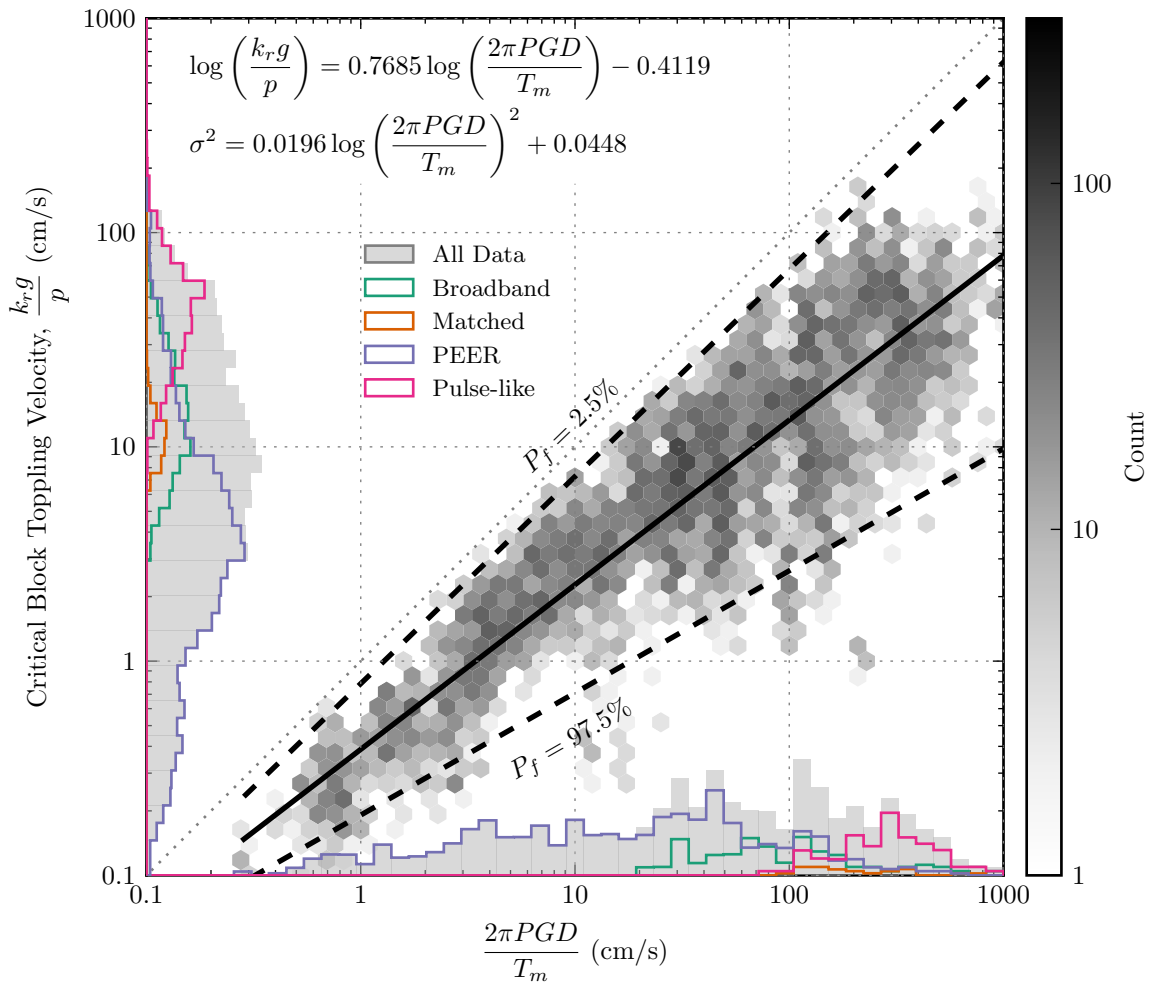 log (k_r g / p) = 0.7685 log (2πPGD / T_m) − 0.4119
σ² = 0.0196 log (2πPGD / T_m)² + 0.0448
All Data
Broadband
Matched
PEER
Pulse-like
P_f = 2.5%
P_f = 97.5%
Critical Block Toppling Velocity, k_r g / p (cm/s)
1000
100
10
1
0.1
0.1 1 10 100 1000
2πPGD / T_m (cm/s)
100
10
1
Count